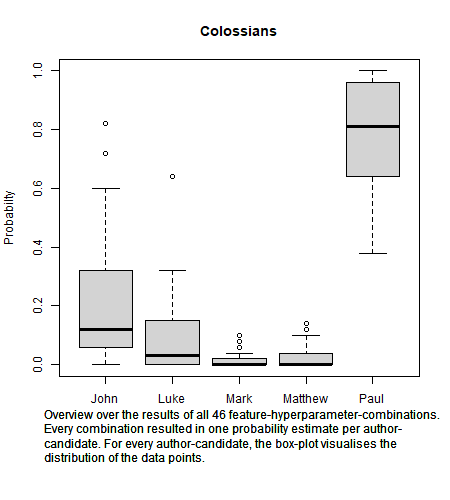 Colossians
Probabilty
1.0
0.8
0.6
0.4
0.2
0.0
John Luke Mark Matthew Paul
Overview over the results of all 46 feature-hyperparameter-combinations.
Every combination resulted in one probability estimate per author-
candidate. For every author-candidate, the box-plot visualises the
distribution of the data points.